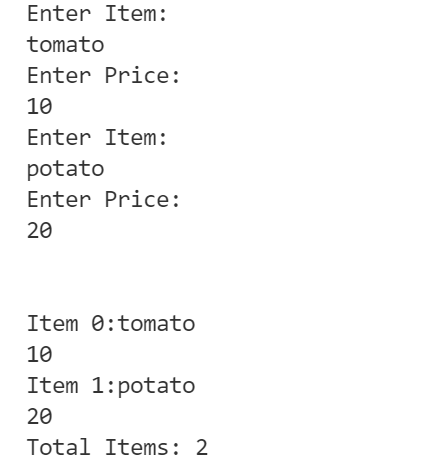 Enter Item:
tomato
Enter Price:
10
Enter Item:
potato
Enter Price:
20
Item 0:tomato
10
Item 1:potato
20
Total Items: 2